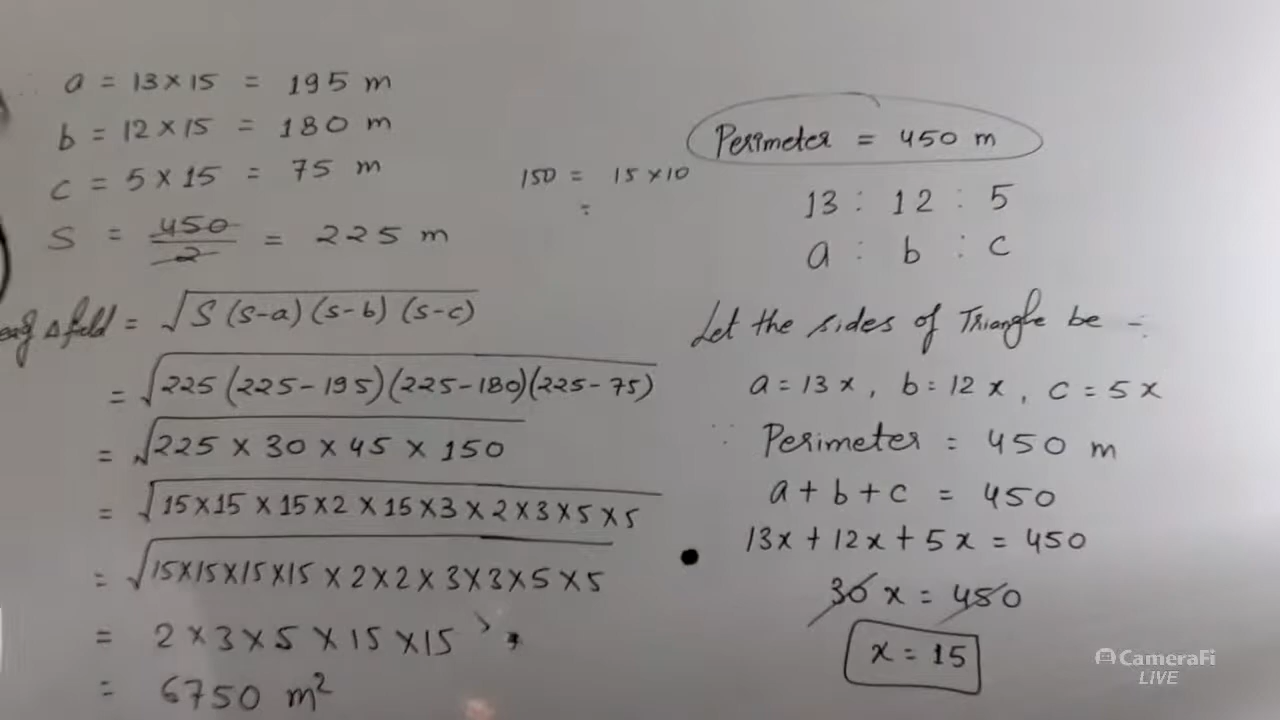 a = 13 × 15 = 195 m
b = 12 × 15 = 180 m
c = 5 × 15 = 75 m
S = 450/2 = 225 m
Δ field = √S (s-a) (s-b) (s-c)
= √225 (225 - 195) (225 - 180) (225 - 75)
= √225 × 30 × 45 × 150
= √15 × 15 × 15 × 2 × 15 × 3 × 2 × 3 × 5 × 5
= √15 × 15 × 15 × 15 × 2 × 2 × 3 × 3 × 5 × 5
= 2 × 3 × 5 × 15 × 15
= 6750 m²
150 = 15 × 10
=
Perimeter = 450 m
13 : 12 : 5
a : b : c
Let the sides of Triangle be -:
a = 13x, b = 12x, c = 5x
∵ Perimeter = 450 m
a + b + c = 450
13x + 12x + 5x = 450
30x = 450
x = 15
CameraFi
LIVE